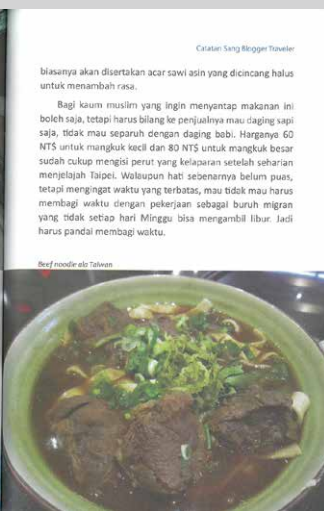 Catatan Sang Blogger Traveler
biasanya akan disertakan acar sawi asin yang dicincang halus
untuk menambah rasa.
Bagi kaum muslim yang ingin menyantap makanan ini
boleh saja, tetapi harus bilang ke penjualnya mau daging sapi
saja, tidak mau separuh dengan daging babi. Harganya 60
NT$ untuk mangkuk kecil dan 80 NT$ untuk mangkuk besar
sudah cukup mengisi perut yang kelaparan setelah seharian
menjelajah Taipei. Walaupun hati sebenarnya belum puas,
tetapi mengingat waktu yang terbatas, mau tidak mau harus
membagi waktu dengan pekerjaan sebagai buruh migran
yang tidak setiap hari Minggu bisa mengambil libur. Jadi
harus pandai membagi waktu.
Beef noodle ala Taiwan